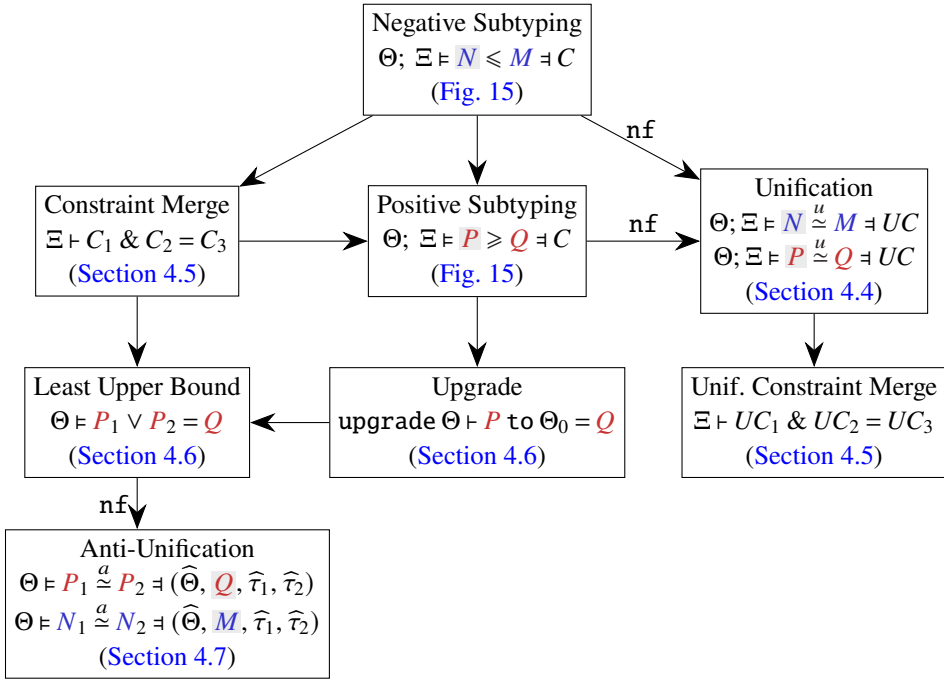 Negative Subtyping
Θ; Ξ ⊨ N ⩽ M ⫤ C
(Fig. 15)
nf
Constraint Merge
Ξ ⊢ C₁ & C₂ = C₃
(Section 4.5)
Positive Subtyping
Θ; Ξ ⊨ P ⩾ Q ⫤ C
(Fig. 15)
nf
Unification
Θ; Ξ ⊨ N ≃ᵘ M ⫤ UC
Θ; Ξ ⊨ P ≃ᵘ Q ⫤ UC
(Section 4.4)
Least Upper Bound
Θ ⊨ P₁ ∨ P₂ = Q
(Section 4.6)
Upgrade
upgrade Θ ⊢ P to Θ₀ = Q
(Section 4.6)
Unif. Constraint Merge
Ξ ⊢ UC₁ & UC₂ = UC₃
(Section 4.5)
nf
Anti-Unification
Θ ⊨ P₁ ≃ᵃ P₂ ⫤ (Θ̂, Q, τ̂₁, τ̂₂)
Θ ⊨ N₁ ≃ᵃ N₂ ⫤ (Θ̂, M, τ̂₁, τ̂₂)
(Section 4.7)